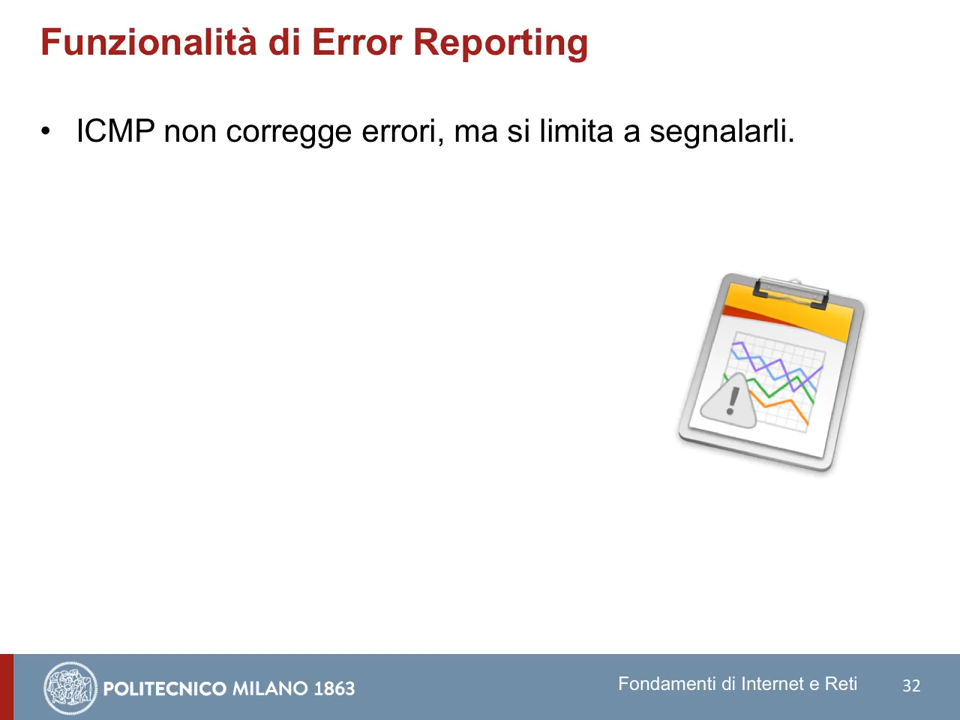 Funzionalità di Error Reporting
• ICMP non corregge errori, ma si limita a segnalarli.
!
POLITECNICO MILANO 1863
Fondamenti di Internet e Reti
32